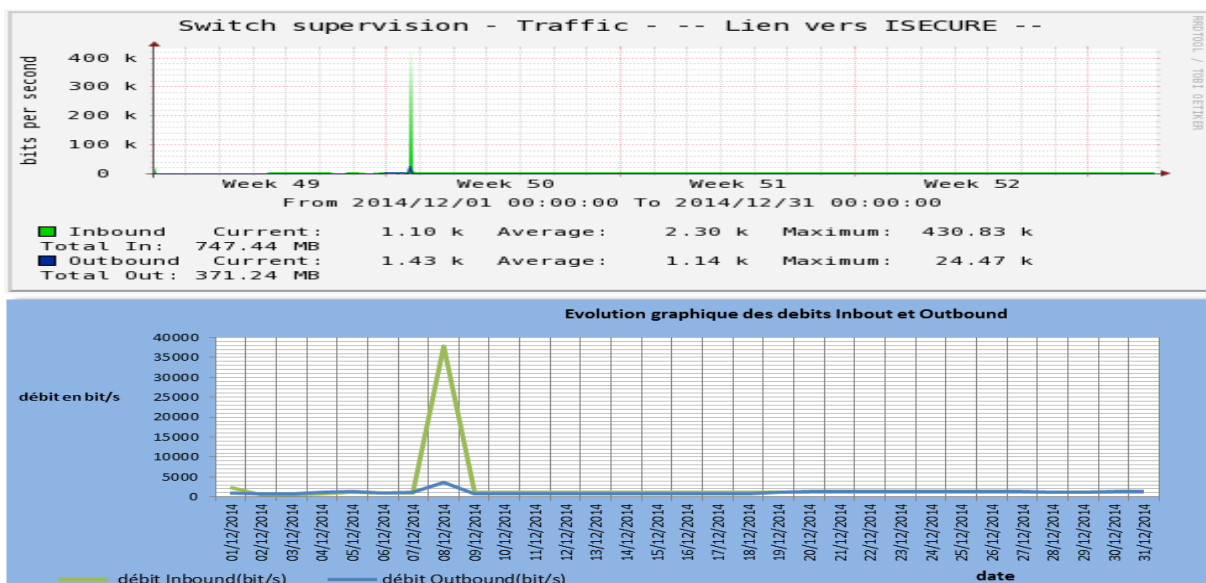 Switch supervision - Traffic - -- Lien vers ISECURE --
RRDTOOL / TOBI OETIKER
bits per second
400 k
300 k
200 k
100 k
0
Week 49 Week 50 Week 51 Week 52
From 2014/12/01 00:00:00 To 2014/12/31 00:00:00
Inbound Current: 1.10 k Average: 2.30 k Maximum: 430.83 k
Total In: 747.44 MB
Outbound Current: 1.43 k Average: 1.14 k Maximum: 24.47 k
Total Out: 371.24 MB
Evolution graphique des debits Inbout et Outbound
débit en bit/s
40000
35000
30000
25000
20000
15000
10000
5000
0
01/12/2014
02/12/2014
03/12/2014
04/12/2014
05/12/2014
06/12/2014
07/12/2014
08/12/2014
09/12/2014
10/12/2014
11/12/2014
12/12/2014
13/12/2014
14/12/2014
15/12/2014
16/12/2014
17/12/2014
18/12/2014
19/12/2014
20/12/2014
21/12/2014
22/12/2014
23/12/2014
24/12/2014
25/12/2014
26/12/2014
27/12/2014
28/12/2014
29/12/2014
30/12/2014
31/12/2014
débit Inbound(bit/s) débit Outbound(bit/s)
date